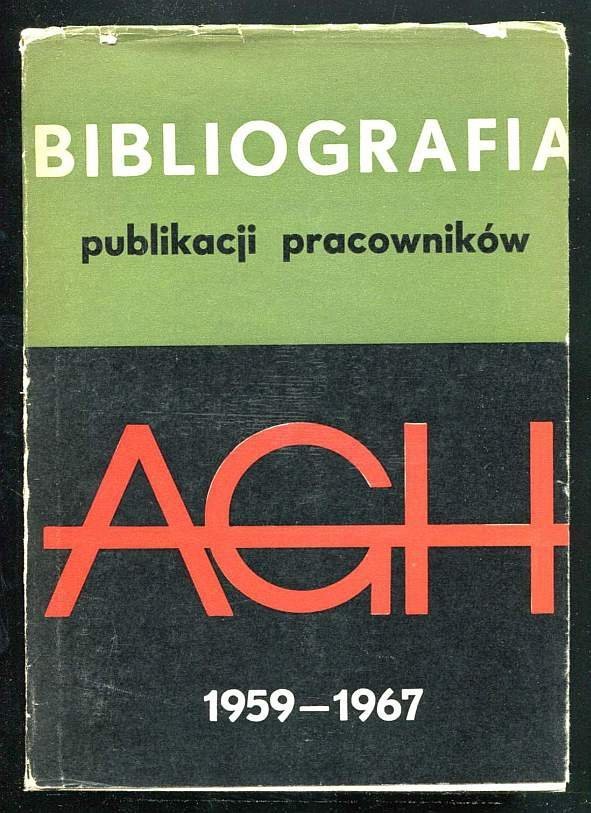 BIBLIOGRAFIA
publikacji pracowników
AGH
1959–1967